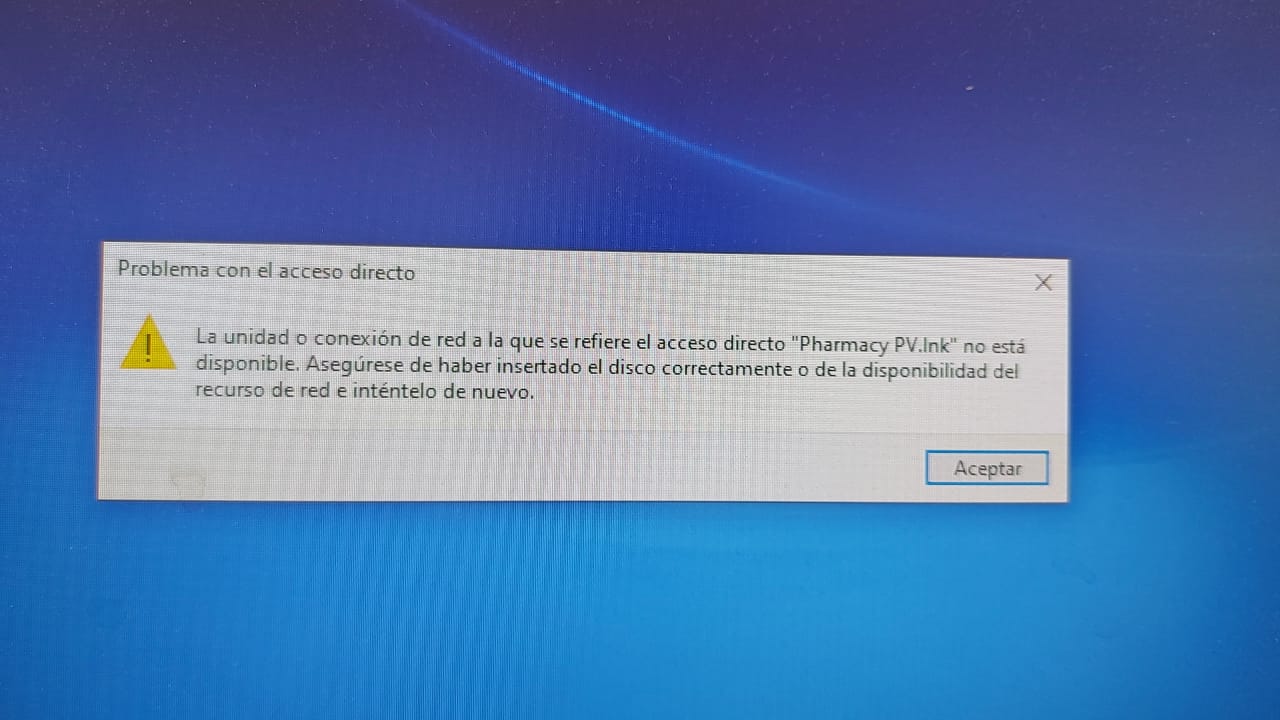 Problema con el acceso directo
La unidad o conexión de red a la que se refiere el acceso directo "Pharmacy PV.lnk" no está
disponible. Asegúrese de haber insertado el disco correctamente o de la disponibilidad del
recurso de red e inténtelo de nuevo.
Aceptar